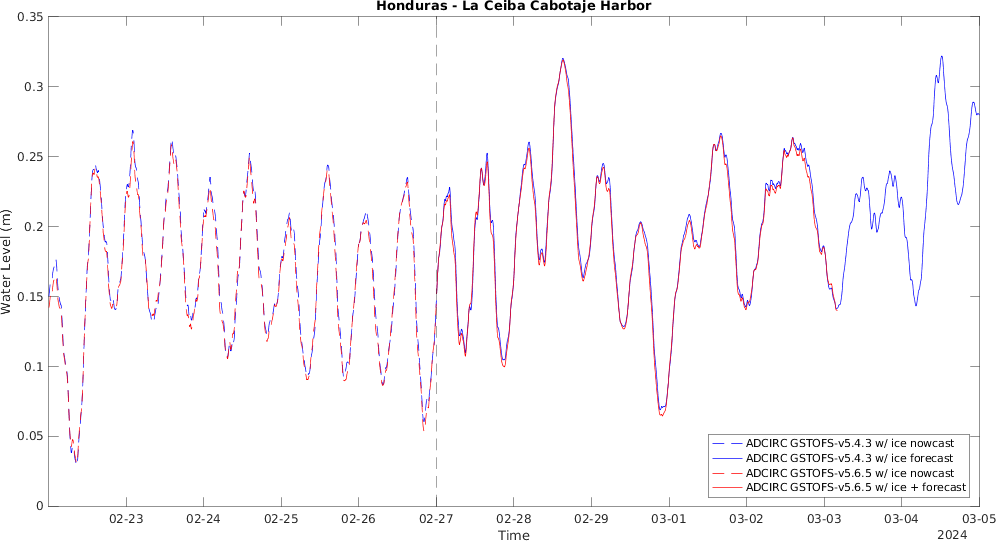 Honduras - La Ceiba Cabotaje Harbor
0.35
0.3
0.25
0.2
0.15
0.1
0.05
0
Water Level (m)
02-23 02-24 02-25 02-26 02-27 02-28 02-29 03-01 03-02 03-03 03-04 03-05
Time
2024
ADCIRC GSTOFS-v5.4.3 w/ ice nowcast
ADCIRC GSTOFS-v5.4.3 w/ ice forecast
ADCIRC GSTOFS-v5.6.5 w/ ice nowcast
ADCIRC GSTOFS-v5.6.5 w/ ice + forecast